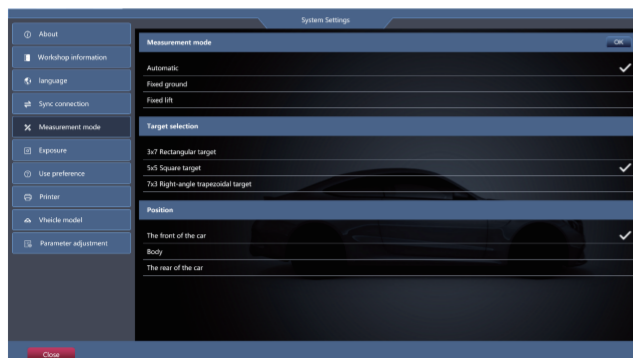 System Settings
About
Workshop information
language
Sync connection
Measurement mode
Exposure
Use preference
Printer
Vheicle model
Parameter adjustment
Measurement mode
OK
Automatic
Fixed ground
Fixed lift
Target selection
3x7 Rectangular target
5x5 Square target
7x3 Right-angle trapezoidal target
Position
The front of the car
Body
The rear of the car
Close